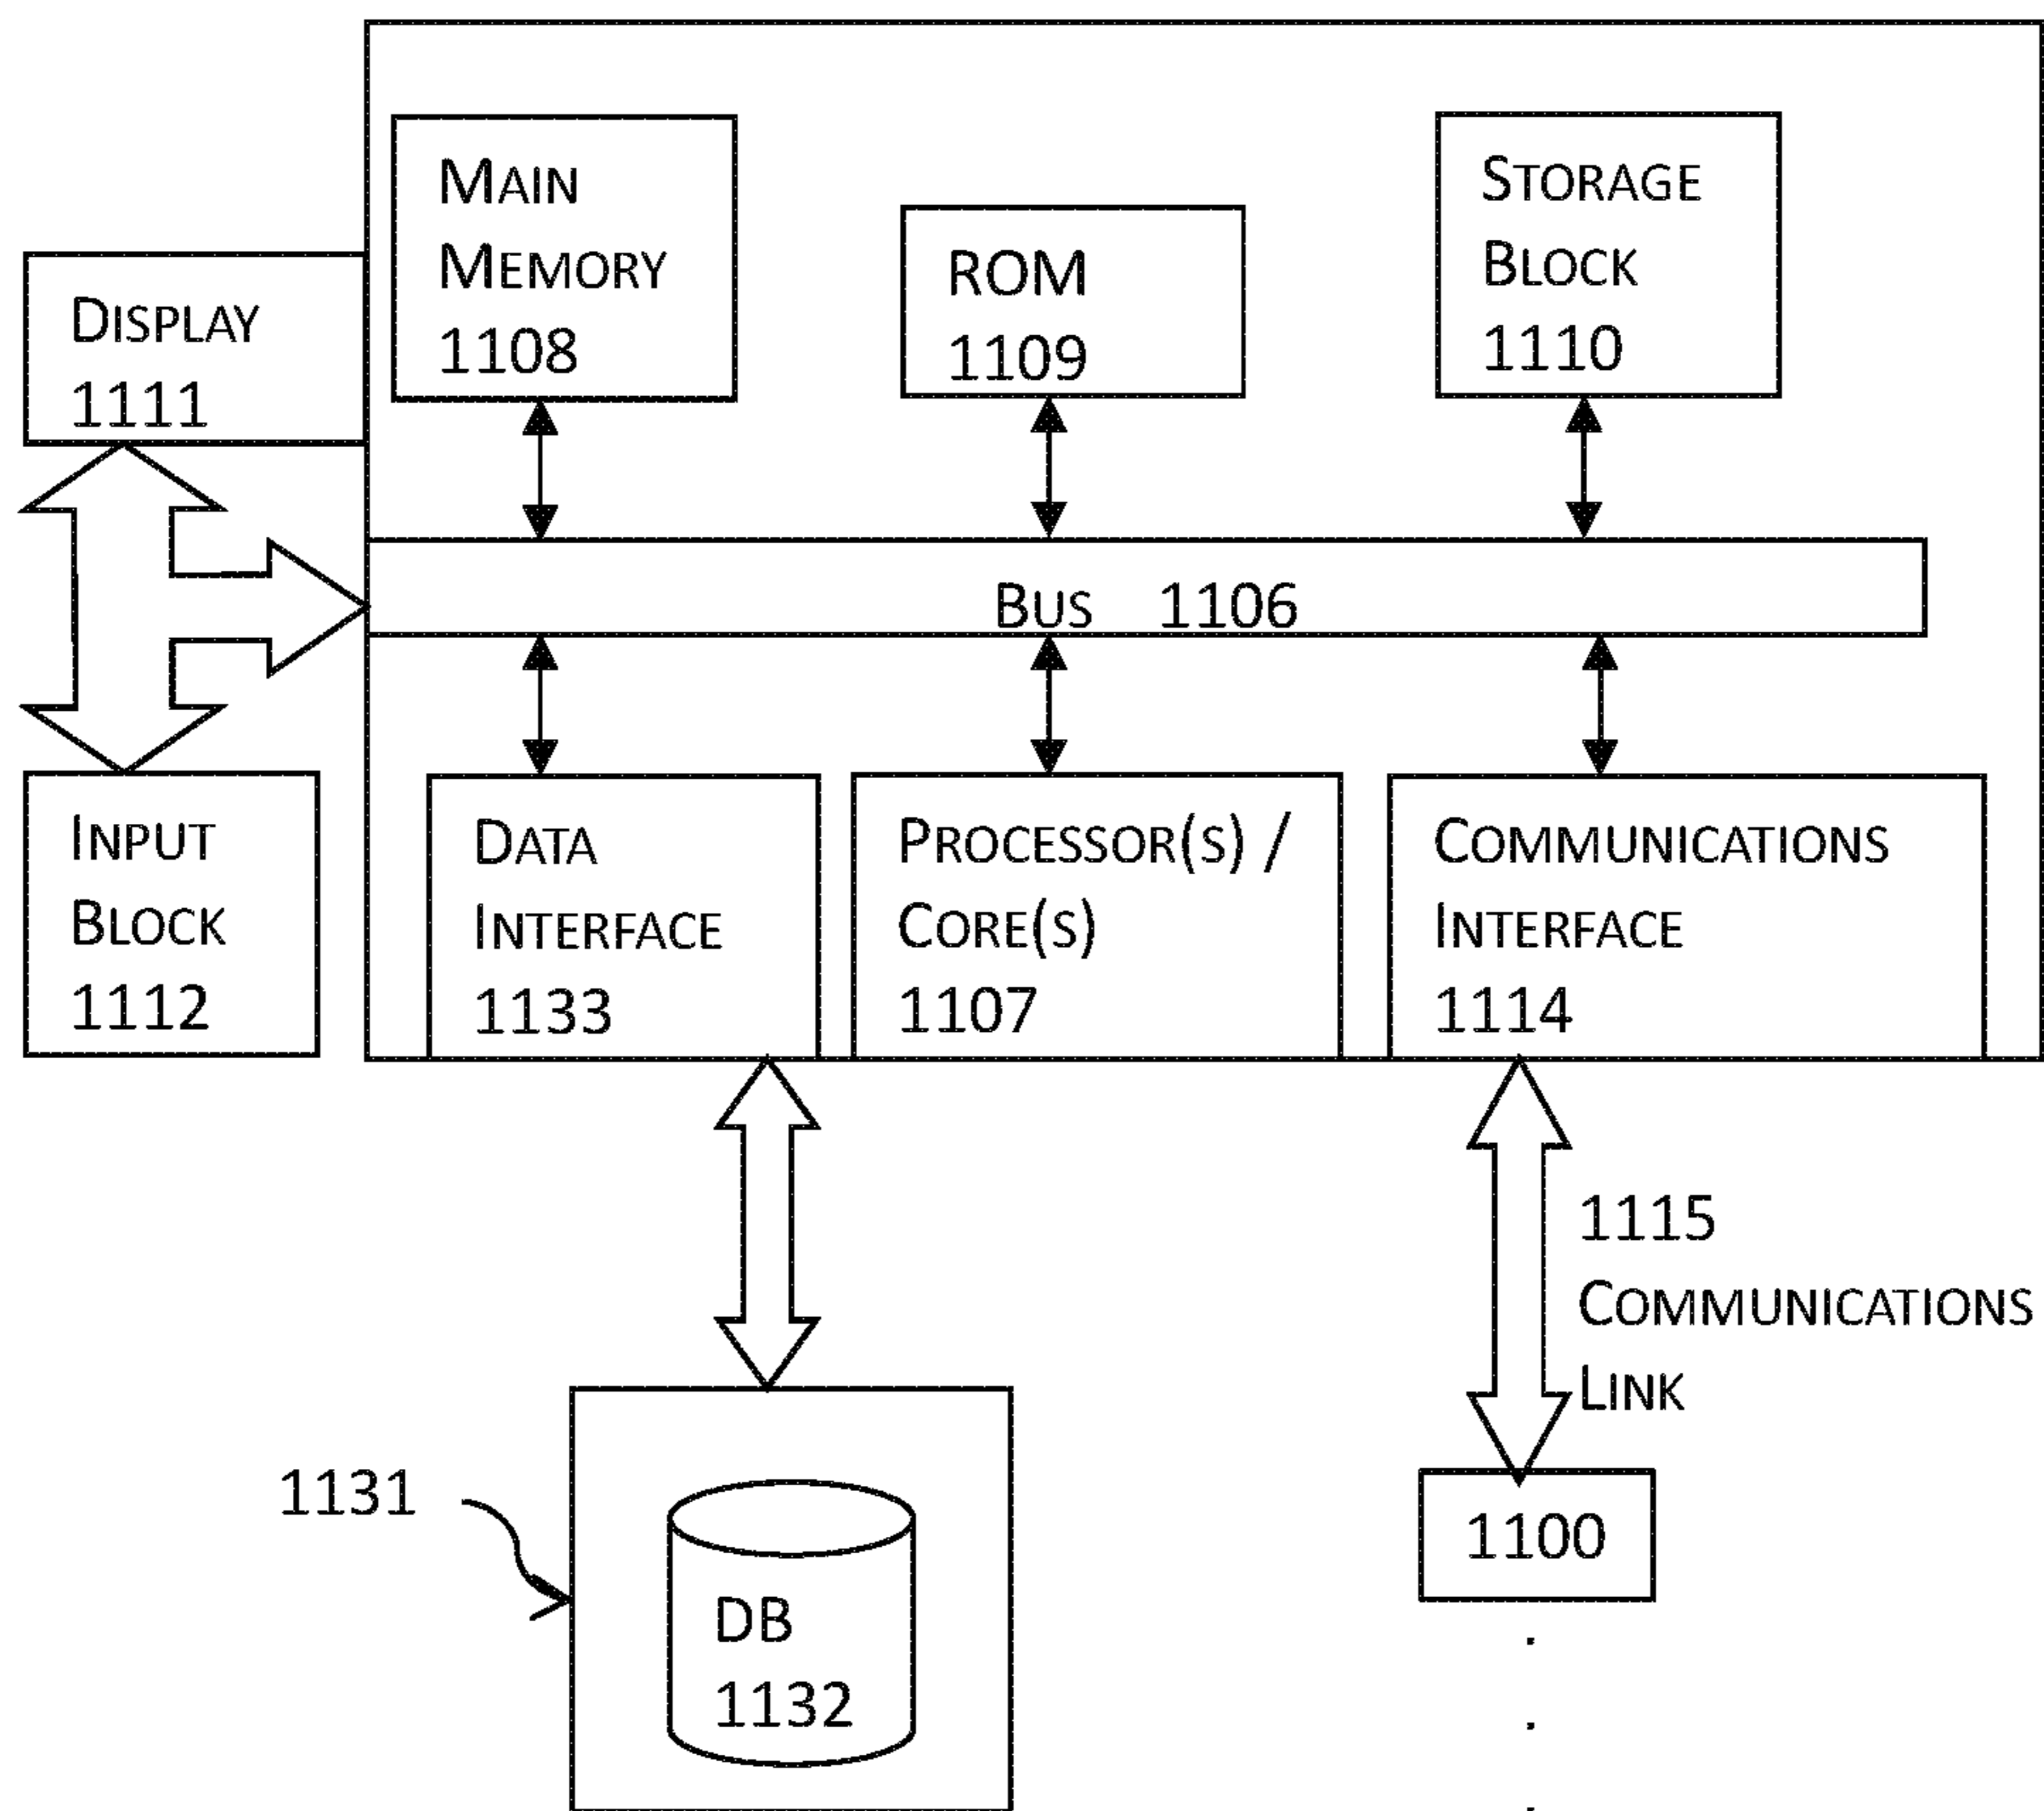 MAIN
MEMORY
1108
ROM
1109
STORAGE
BLOCK
1110
DISPLAY
1111
BUS 1106
INPUT
BLOCK
1112
DATA
INTERFACE
1133
PROCESSOR(S) /
CORE(S)
1107
COMMUNICATIONS
INTERFACE
1114
1115
COMMUNICATIONS
LINK
1131
DB
1132
1100